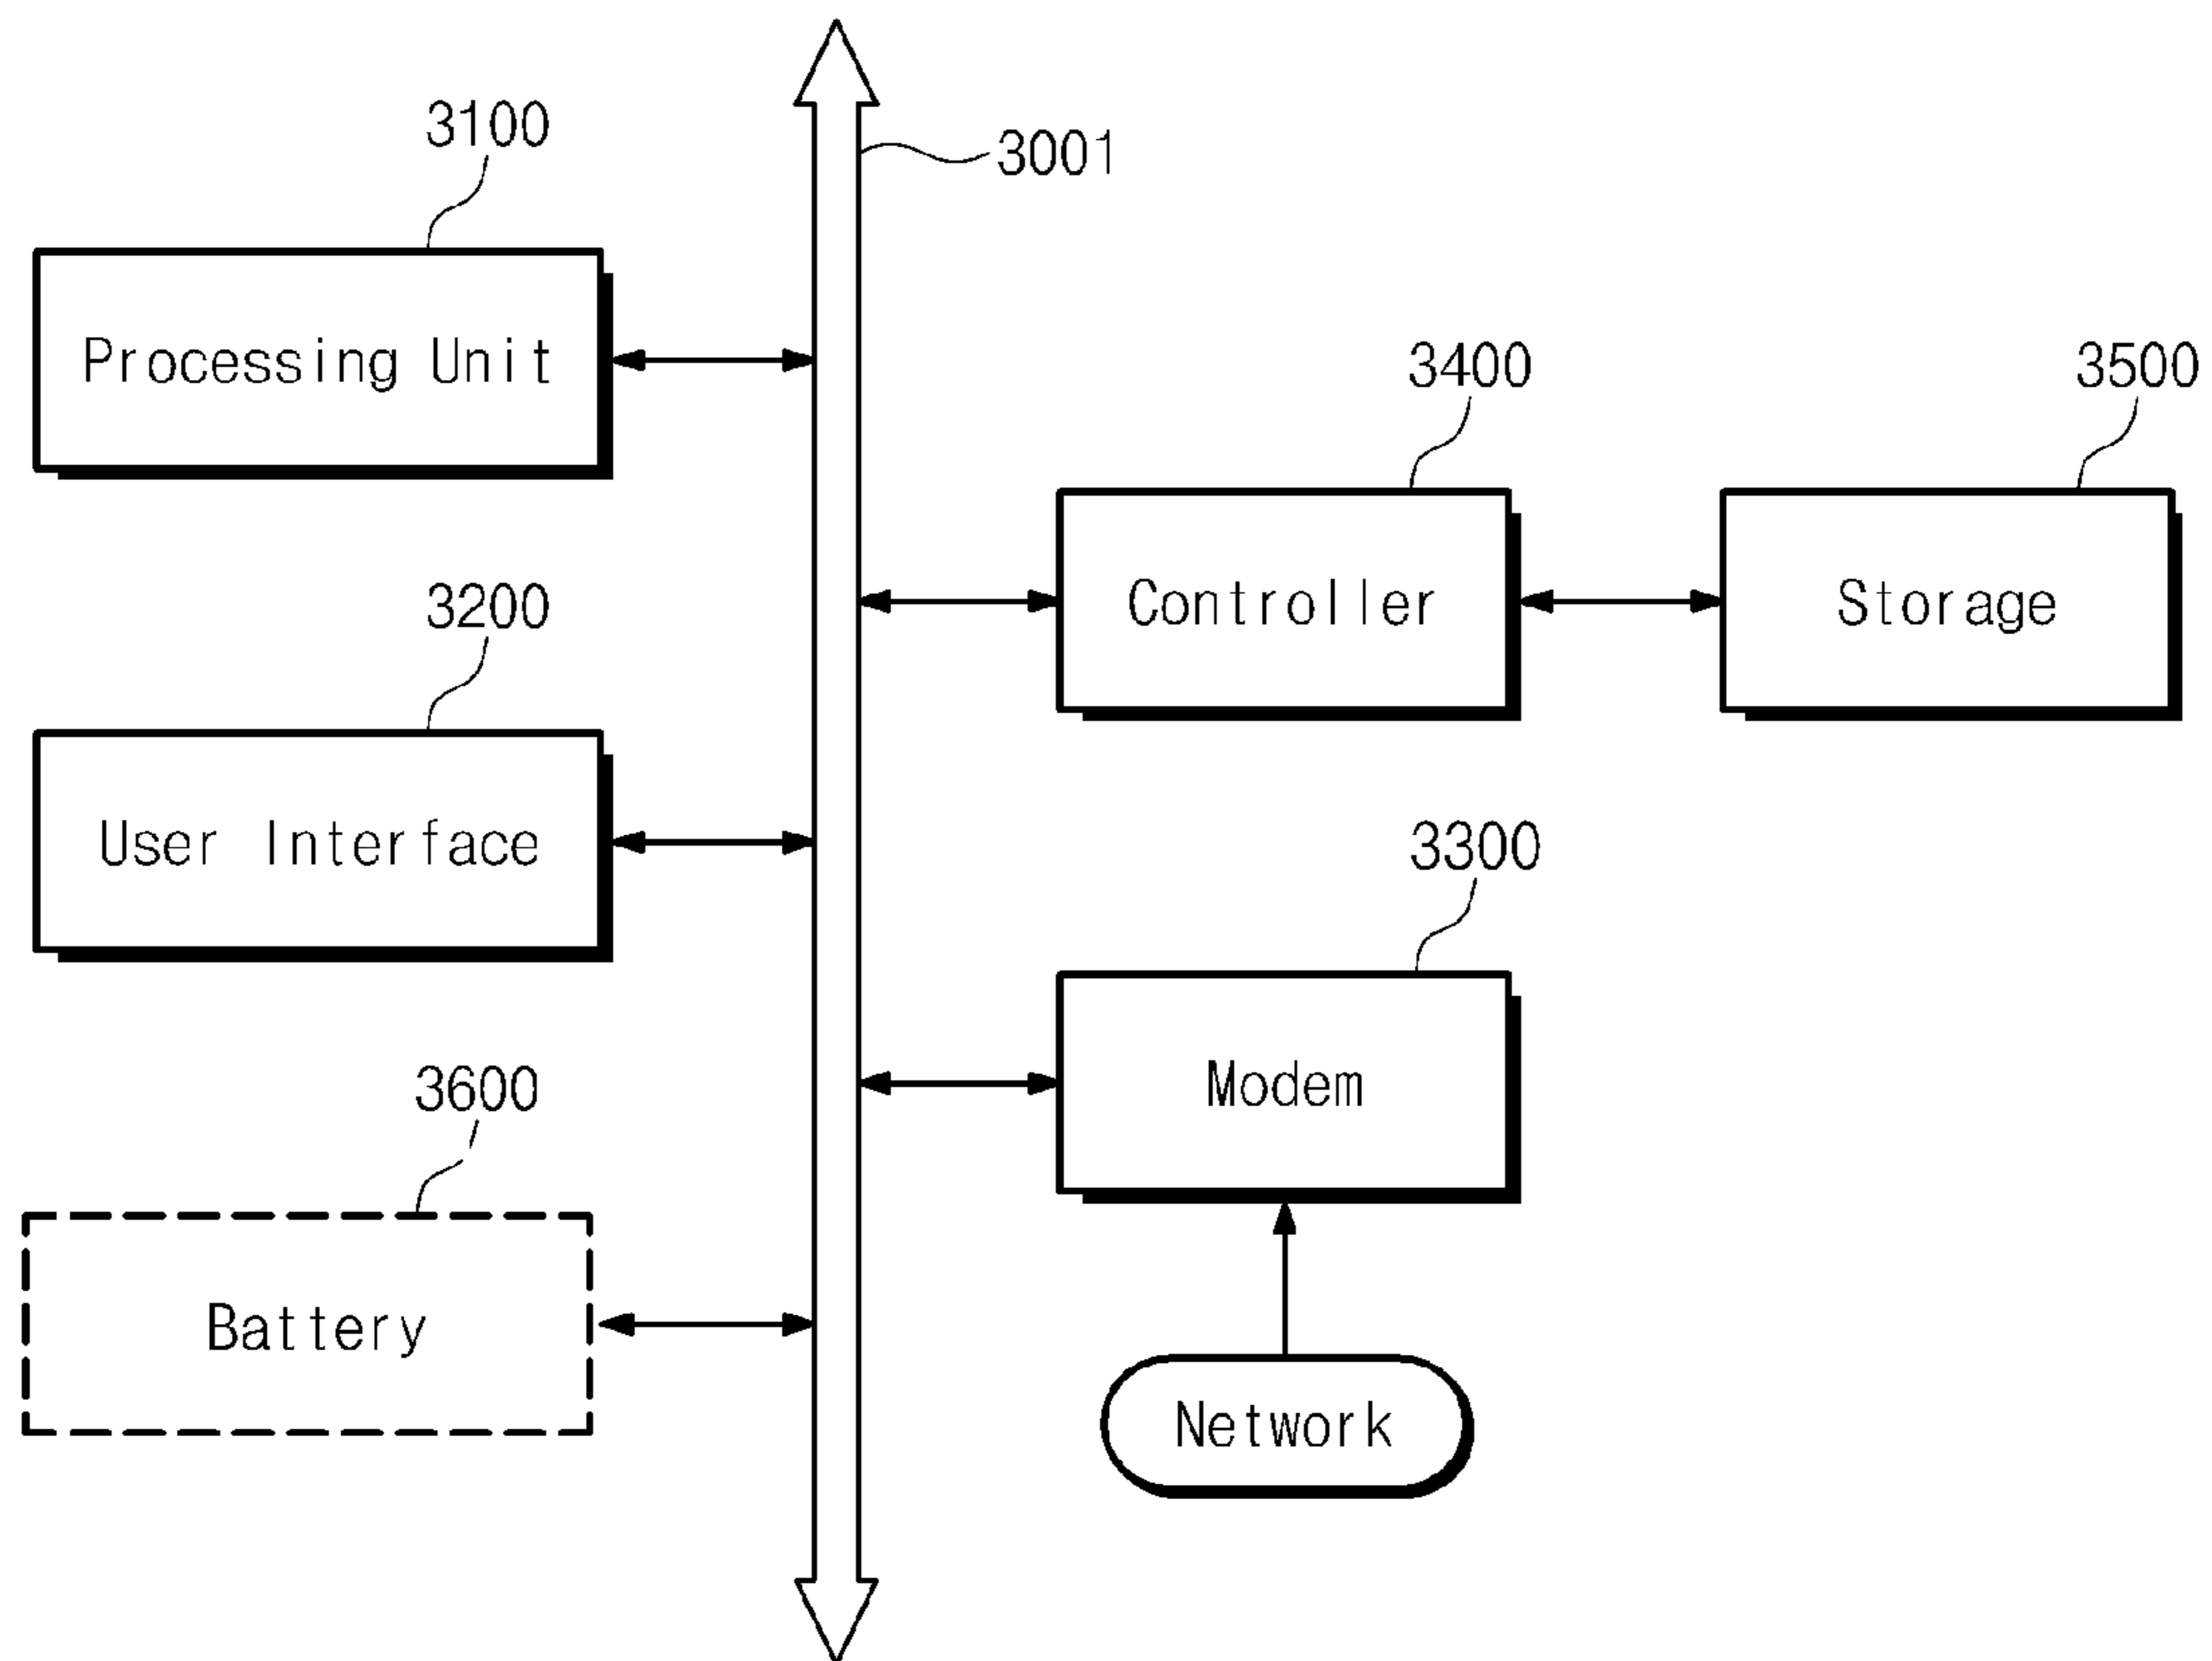 3100
3001
Processing Unit
3400
3500
3200
Controller
Storage
User Interface
3300
3600
Modem
Battery
Network